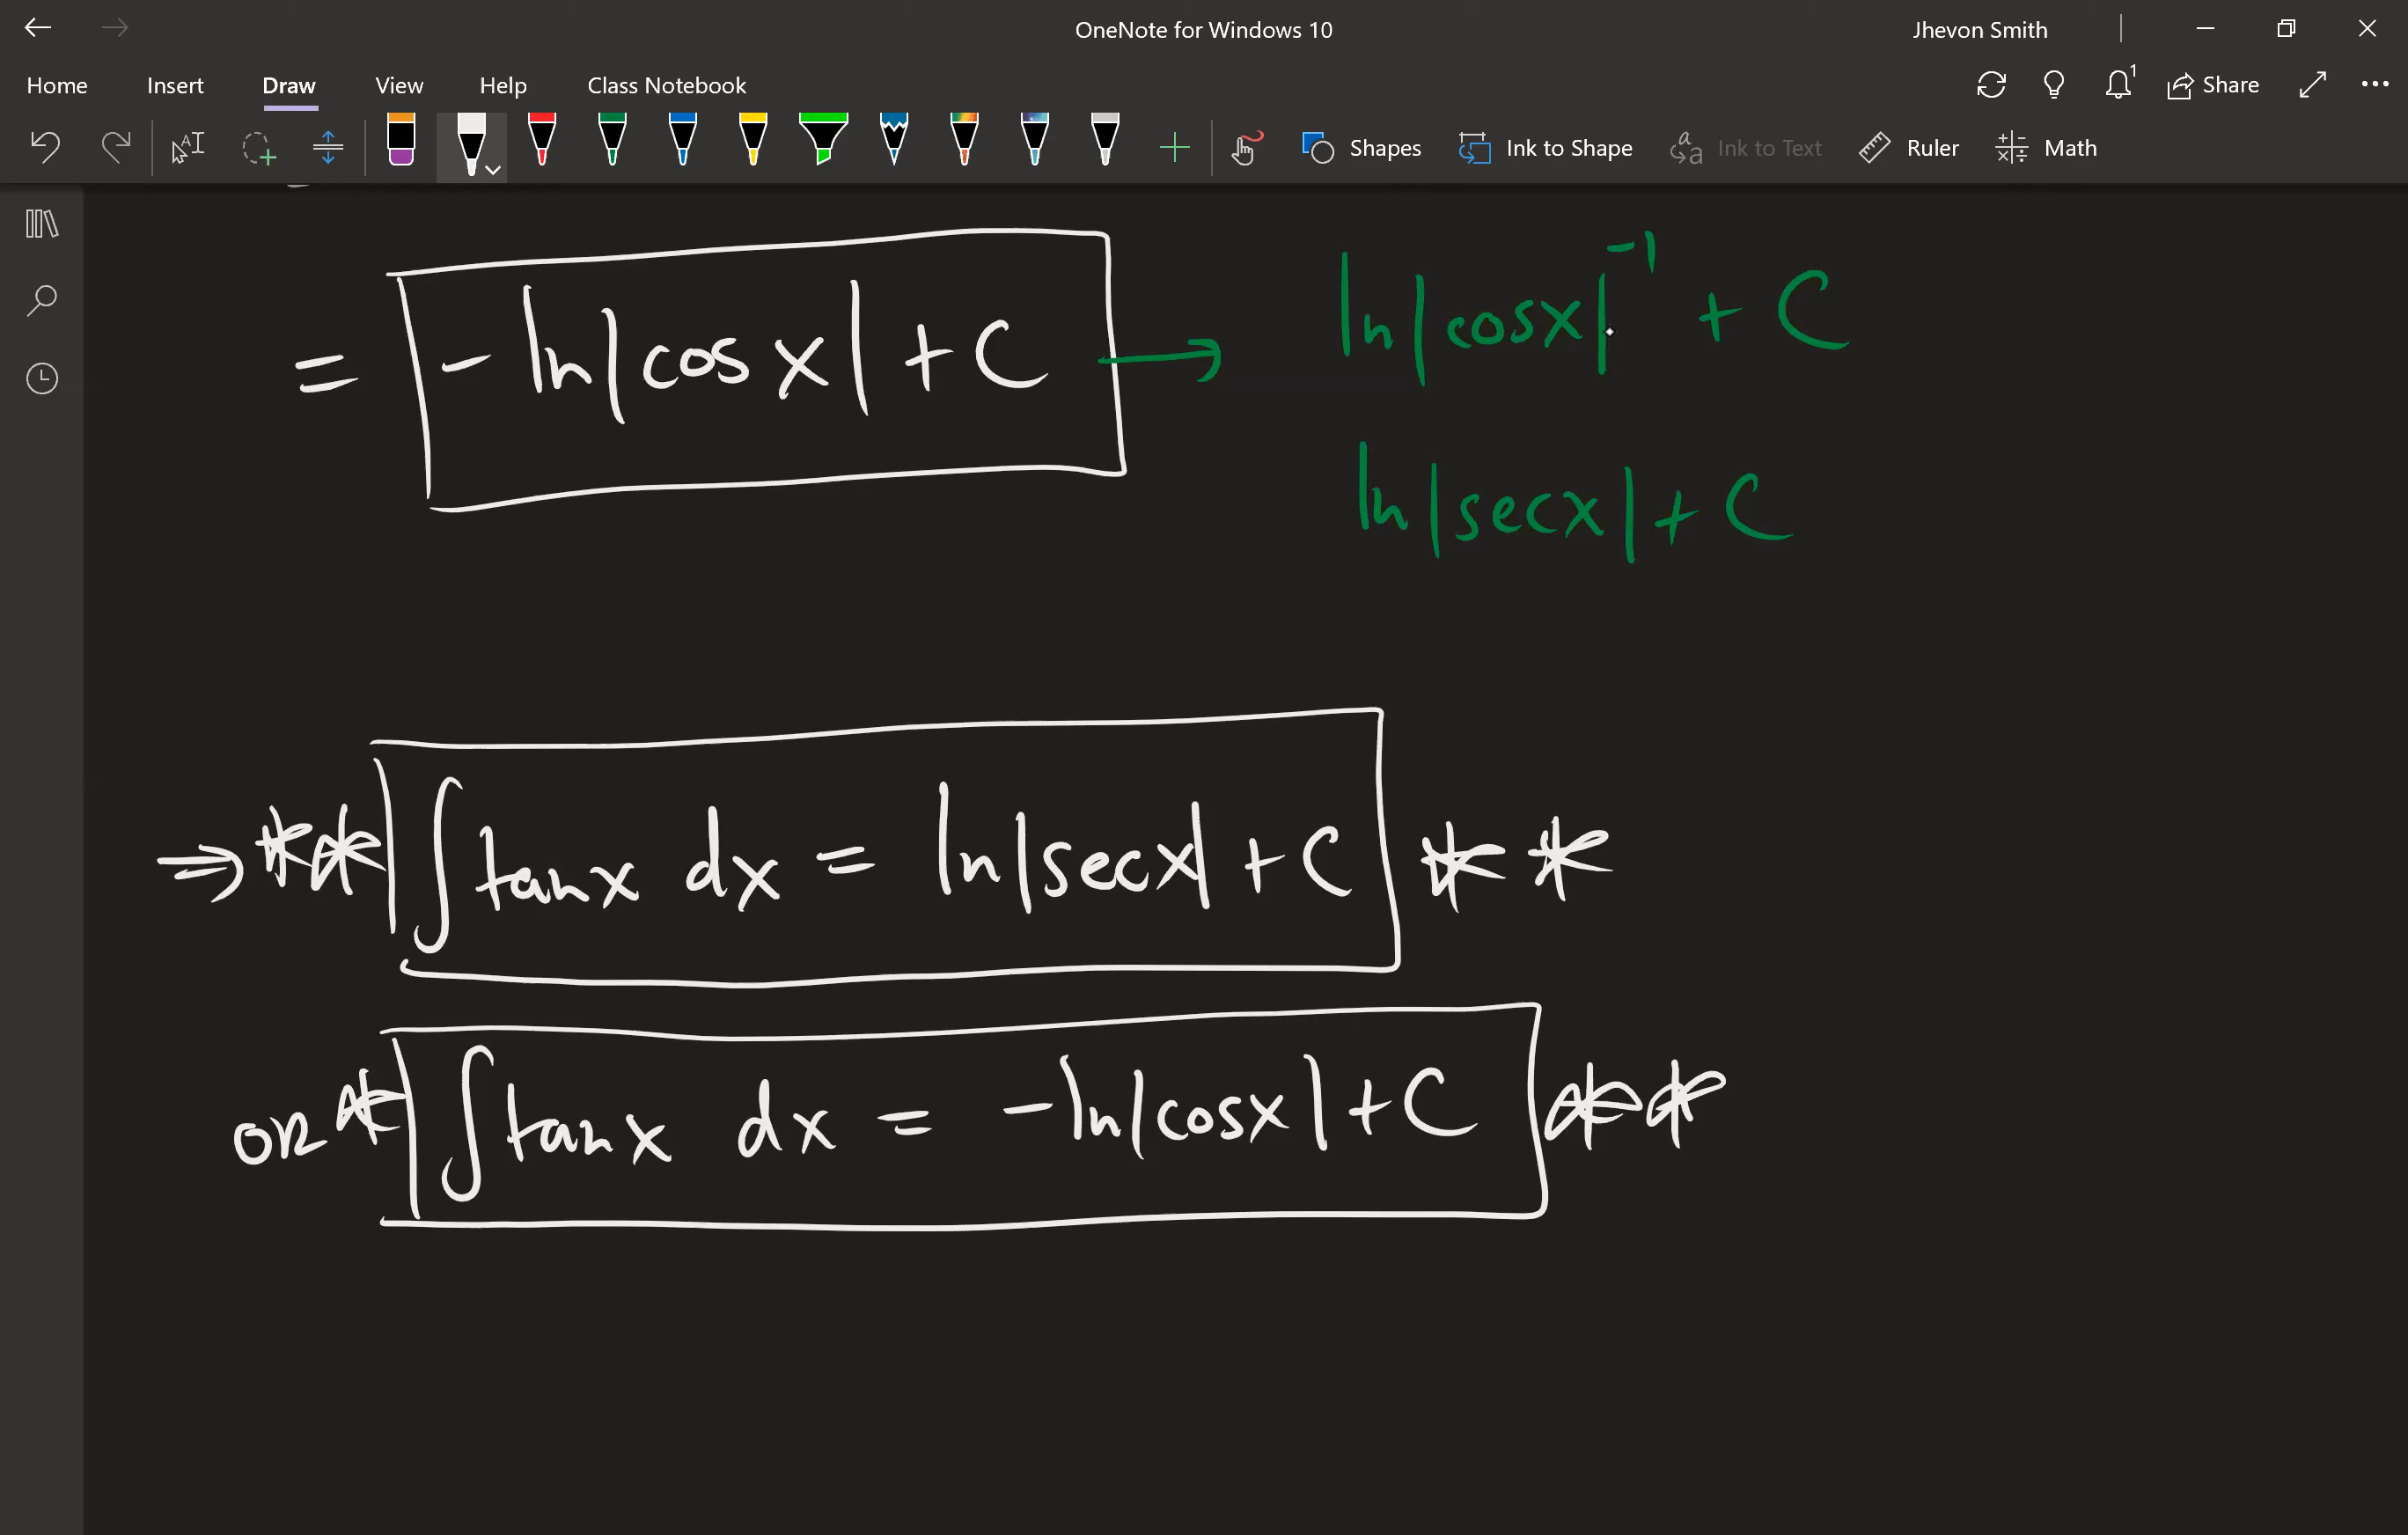 OneNote for Windows 10
Jhevon Smith
Home Insert Draw View Help Class Notebook
1 Share
Shapes Ink to Shape Ink to Text Ruler Math
= - ln|cos x| + C → ln|cosx|⁻¹ + C
ln|secx| + C
⇒ ** ∫ tanx dx = ln|secx| + C **
OR * ∫ tanx dx = -ln|cosx| + C **